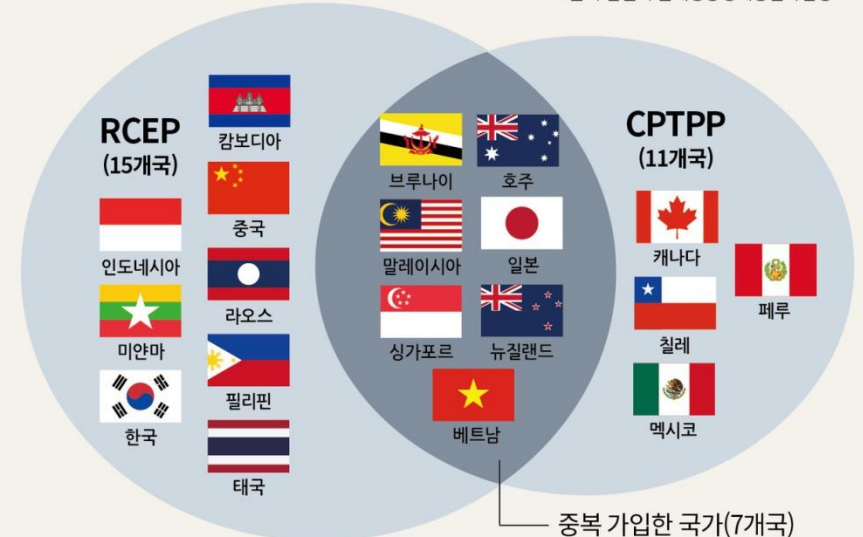 RCEP
(15개국)
캄보디아
중국
인도네시아
라오스
미얀마
필리핀
한국
태국
브루나이
호주
말레이시아
일본
싱가포르
뉴질랜드
베트남
CPTPP
(11개국)
캐나다
페루
칠레
멕시코
중복 가입한 국가(7개국)